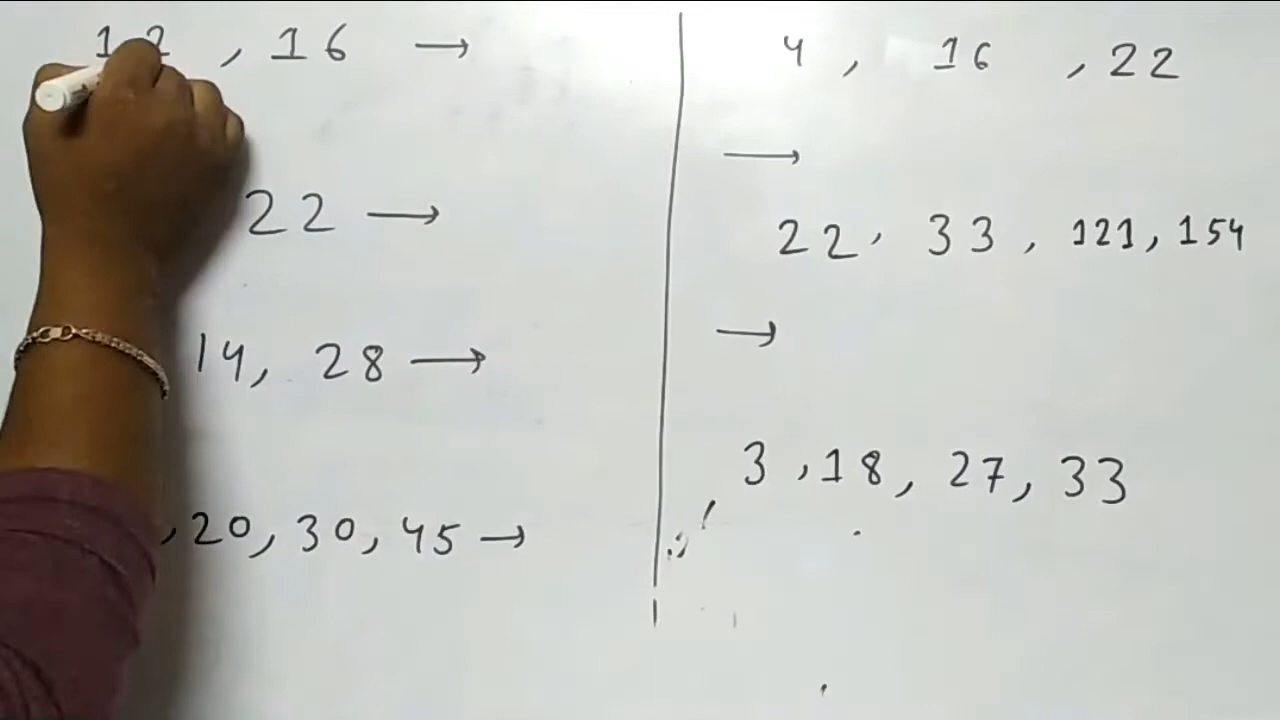 12, 16 →
22 →
14, 28 →
, 20, 30, 45 →
4, 16, 22
→
22, 33, 121, 154
→
3, 18, 27, 33